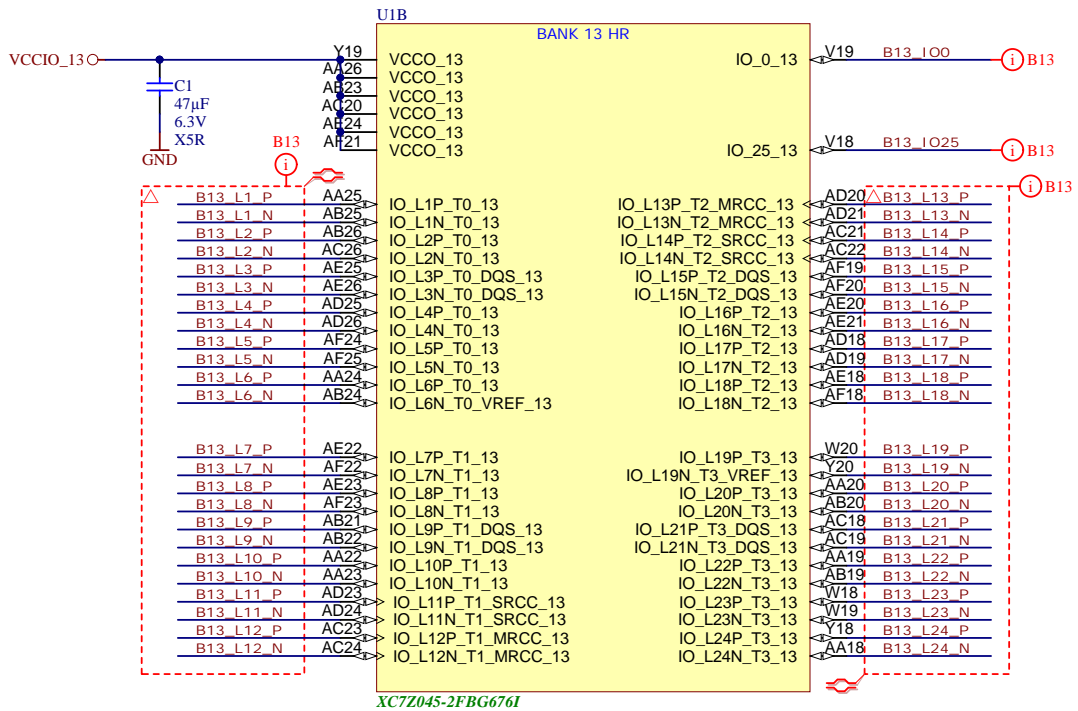 U1B
BANK 13 HR
VCCIO_13
C1
47µF
6.3V
X5R
GND
Y19 VCCO_13
AA26 VCCO_13
AB23 VCCO_13
AC20 VCCO_13
AE24 VCCO_13
AF21 VCCO_13
IO_0_13 V19 B13_IO0 i B13
IO_25_13 V18 B13_IO25 i B13
B13
i
i B13
B13_L1_P AA25 IO_L1P_T0_13
B13_L1_N AB25 IO_L1N_T0_13
B13_L2_P AB26 IO_L2P_T0_13
B13_L2_N AC26 IO_L2N_T0_13
B13_L3_P AE25 IO_L3P_T0_DQS_13
B13_L3_N AE26 IO_L3N_T0_DQS_13
B13_L4_P AD25 IO_L4P_T0_13
B13_L4_N AD26 IO_L4N_T0_13
B13_L5_P AF24 IO_L5P_T0_13
B13_L5_N AF25 IO_L5N_T0_13
B13_L6_P AA24 IO_L6P_T0_13
B13_L6_N AB24 IO_L6N_T0_VREF_13
B13_L7_P AE22 IO_L7P_T1_13
B13_L7_N AF22 IO_L7N_T1_13
B13_L8_P AE23 IO_L8P_T1_13
B13_L8_N AF23 IO_L8N_T1_13
B13_L9_P AB21 IO_L9P_T1_DQS_13
B13_L9_N AB22 IO_L9N_T1_DQS_13
B13_L10_P AA22 IO_L10P_T1_13
B13_L10_N AA23 IO_L10N_T1_13
B13_L11_P AD23 IO_L11P_T1_SRCC_13
B13_L11_N AD24 IO_L11N_T1_SRCC_13
B13_L12_P AC23 IO_L12P_T1_MRCC_13
B13_L12_N AC24 IO_L12N_T1_MRCC_13
IO_L13P_T2_MRCC_13 AD20 B13_L13_P
IO_L13N_T2_MRCC_13 AD21 B13_L13_N
IO_L14P_T2_SRCC_13 AC21 B13_L14_P
IO_L14N_T2_SRCC_13 AC22 B13_L14_N
IO_L15P_T2_DQS_13 AF19 B13_L15_P
IO_L15N_T2_DQS_13 AF20 B13_L15_N
IO_L16P_T2_13 AE20 B13_L16_P
IO_L16N_T2_13 AE21 B13_L16_N
IO_L17P_T2_13 AD18 B13_L17_P
IO_L17N_T2_13 AD19 B13_L17_N
IO_L18P_T2_13 AE18 B13_L18_P
IO_L18N_T2_13 AF18 B13_L18_N
IO_L19P_T3_13 W20 B13_L19_P
IO_L19N_T3_VREF_13 Y20 B13_L19_N
IO_L20P_T3_13 AA20 B13_L20_P
IO_L20N_T3_13 AB20 B13_L20_N
IO_L21P_T3_DQS_13 AC18 B13_L21_P
IO_L21N_T3_DQS_13 AC19 B13_L21_N
IO_L22P_T3_13 AA19 B13_L22_P
IO_L22N_T3_13 AB19 B13_L22_N
IO_L23P_T3_13 W18 B13_L23_P
IO_L23N_T3_13 W19 B13_L23_N
IO_L24P_T3_13 Y18 B13_L24_P
IO_L24N_T3_13 AA18 B13_L24_N
XC7Z045-2FBG676I